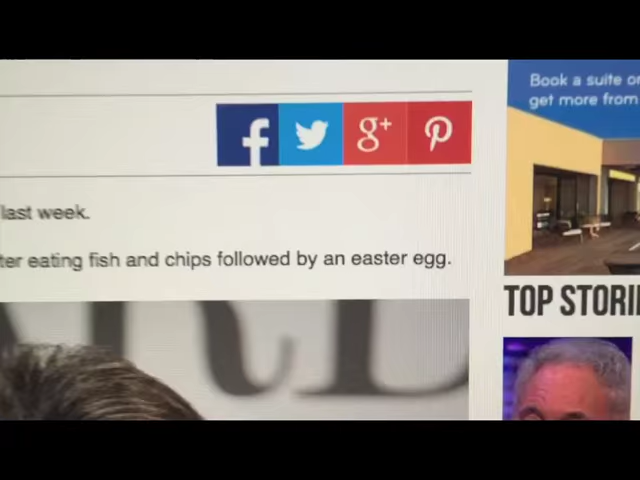 Book a suite or
get more from
f g+ p
last week.
ter eating fish and chips followed by an easter egg.
TOP STORI
RD